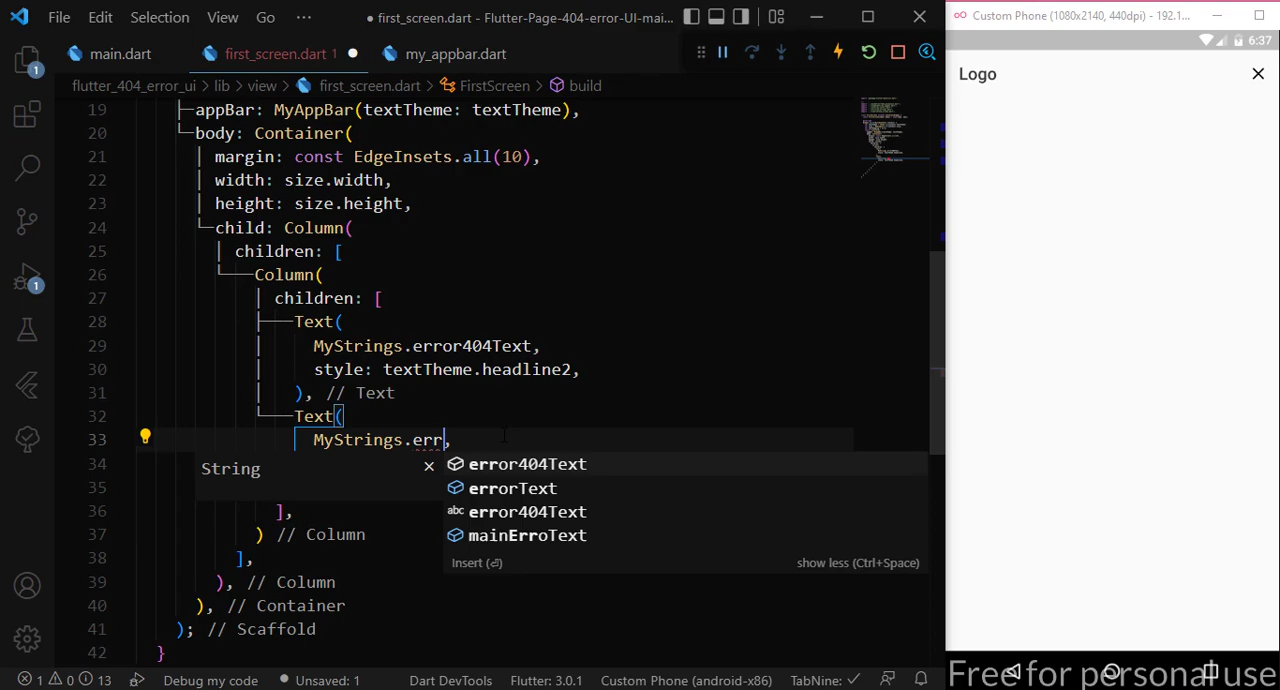 File Edit Selection View Go ··· ● first_screen.dart - Flutter-Page-404-error-UI-mai...
main.dart first_screen.dart 1 ● my_appbar.dart
flutter_404_error_ui > lib > view > first_screen.dart > FirstScreen > build
19 appBar: MyAppBar(textTheme: textTheme),
20 body: Container(
21 margin: const EdgeInsets.all(10),
22 width: size.width,
23 height: size.height,
24 child: Column(
25 children: [
26 Column(
27 children: [
28 Text(
29 MyStrings.error404Text,
30 style: textTheme.headline2,
31 ), // Text
32 Text(
33 MyStrings.err,
34
35
36 ],
37 ) // Column
38 ],
39 ), // Column
40 ), // Container
41 ); // Scaffold
42 }
String ×
error404Text
errorText
abc error404Text
mainErroText
Insert (⏎) show less (Ctrl+Space)
1
1
1 0 13 Debug my code Unsaved: 1 Dart DevTools Flutter: 3.0.1 Custom Phone (android-x86) TabNine: ✓
Custom Phone (1080x2140, 440dpi) - 192.1...
6:37
Logo ×
Free for personal use